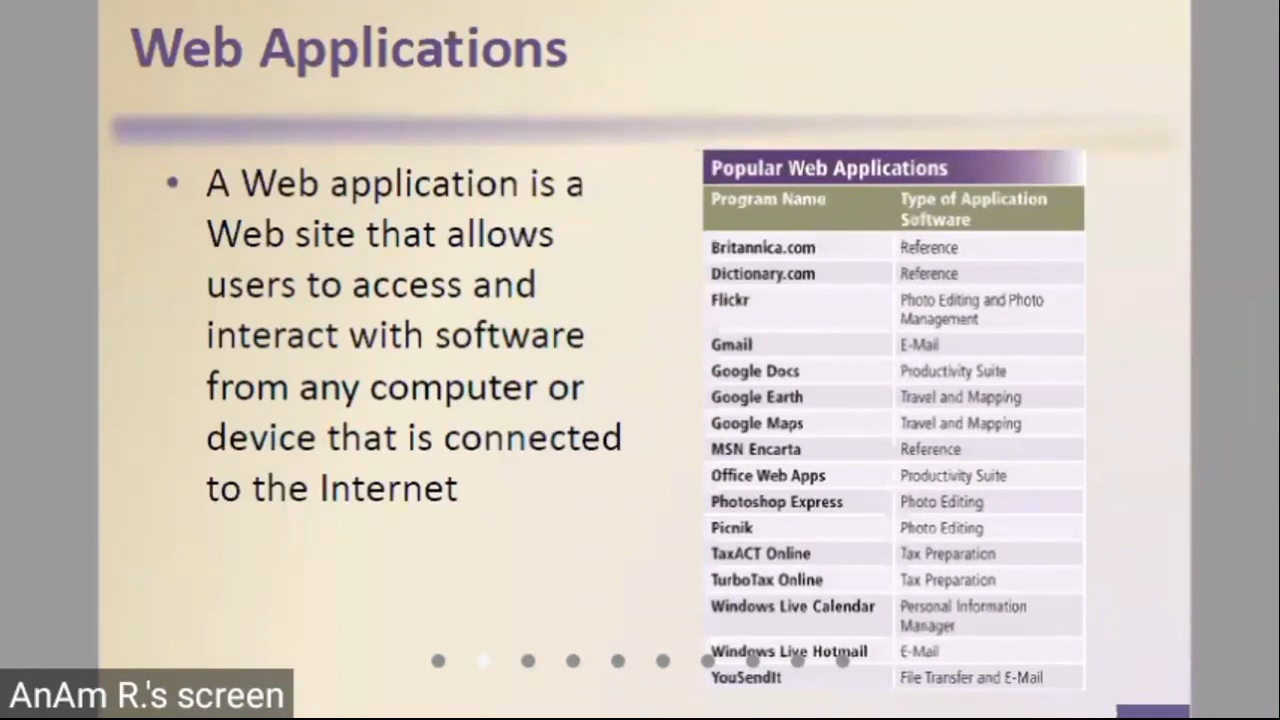 Web Applications
• A Web application is a
Web site that allows
users to access and
interact with software
from any computer or
device that is connected
to the Internet
Popular Web Applications
Program Name Type of Application
Software
Britannica.com Reference
Dictionary.com Reference
Flickr Photo Editing and Photo
Management
Gmail E-Mail
Google Docs Productivity Suite
Google Earth Travel and Mapping
Google Maps Travel and Mapping
MSN Encarta Reference
Office Web Apps Productivity Suite
Photoshop Express Photo Editing
Picnik Photo Editing
TaxACT Online Tax Preparation
TurboTax Online Tax Preparation
Windows Live Calendar Personal Information
Manager
Windows Live Hotmail E-Mail
YouSendIt File Transfer and E-Mail
AnAm R.'s screen